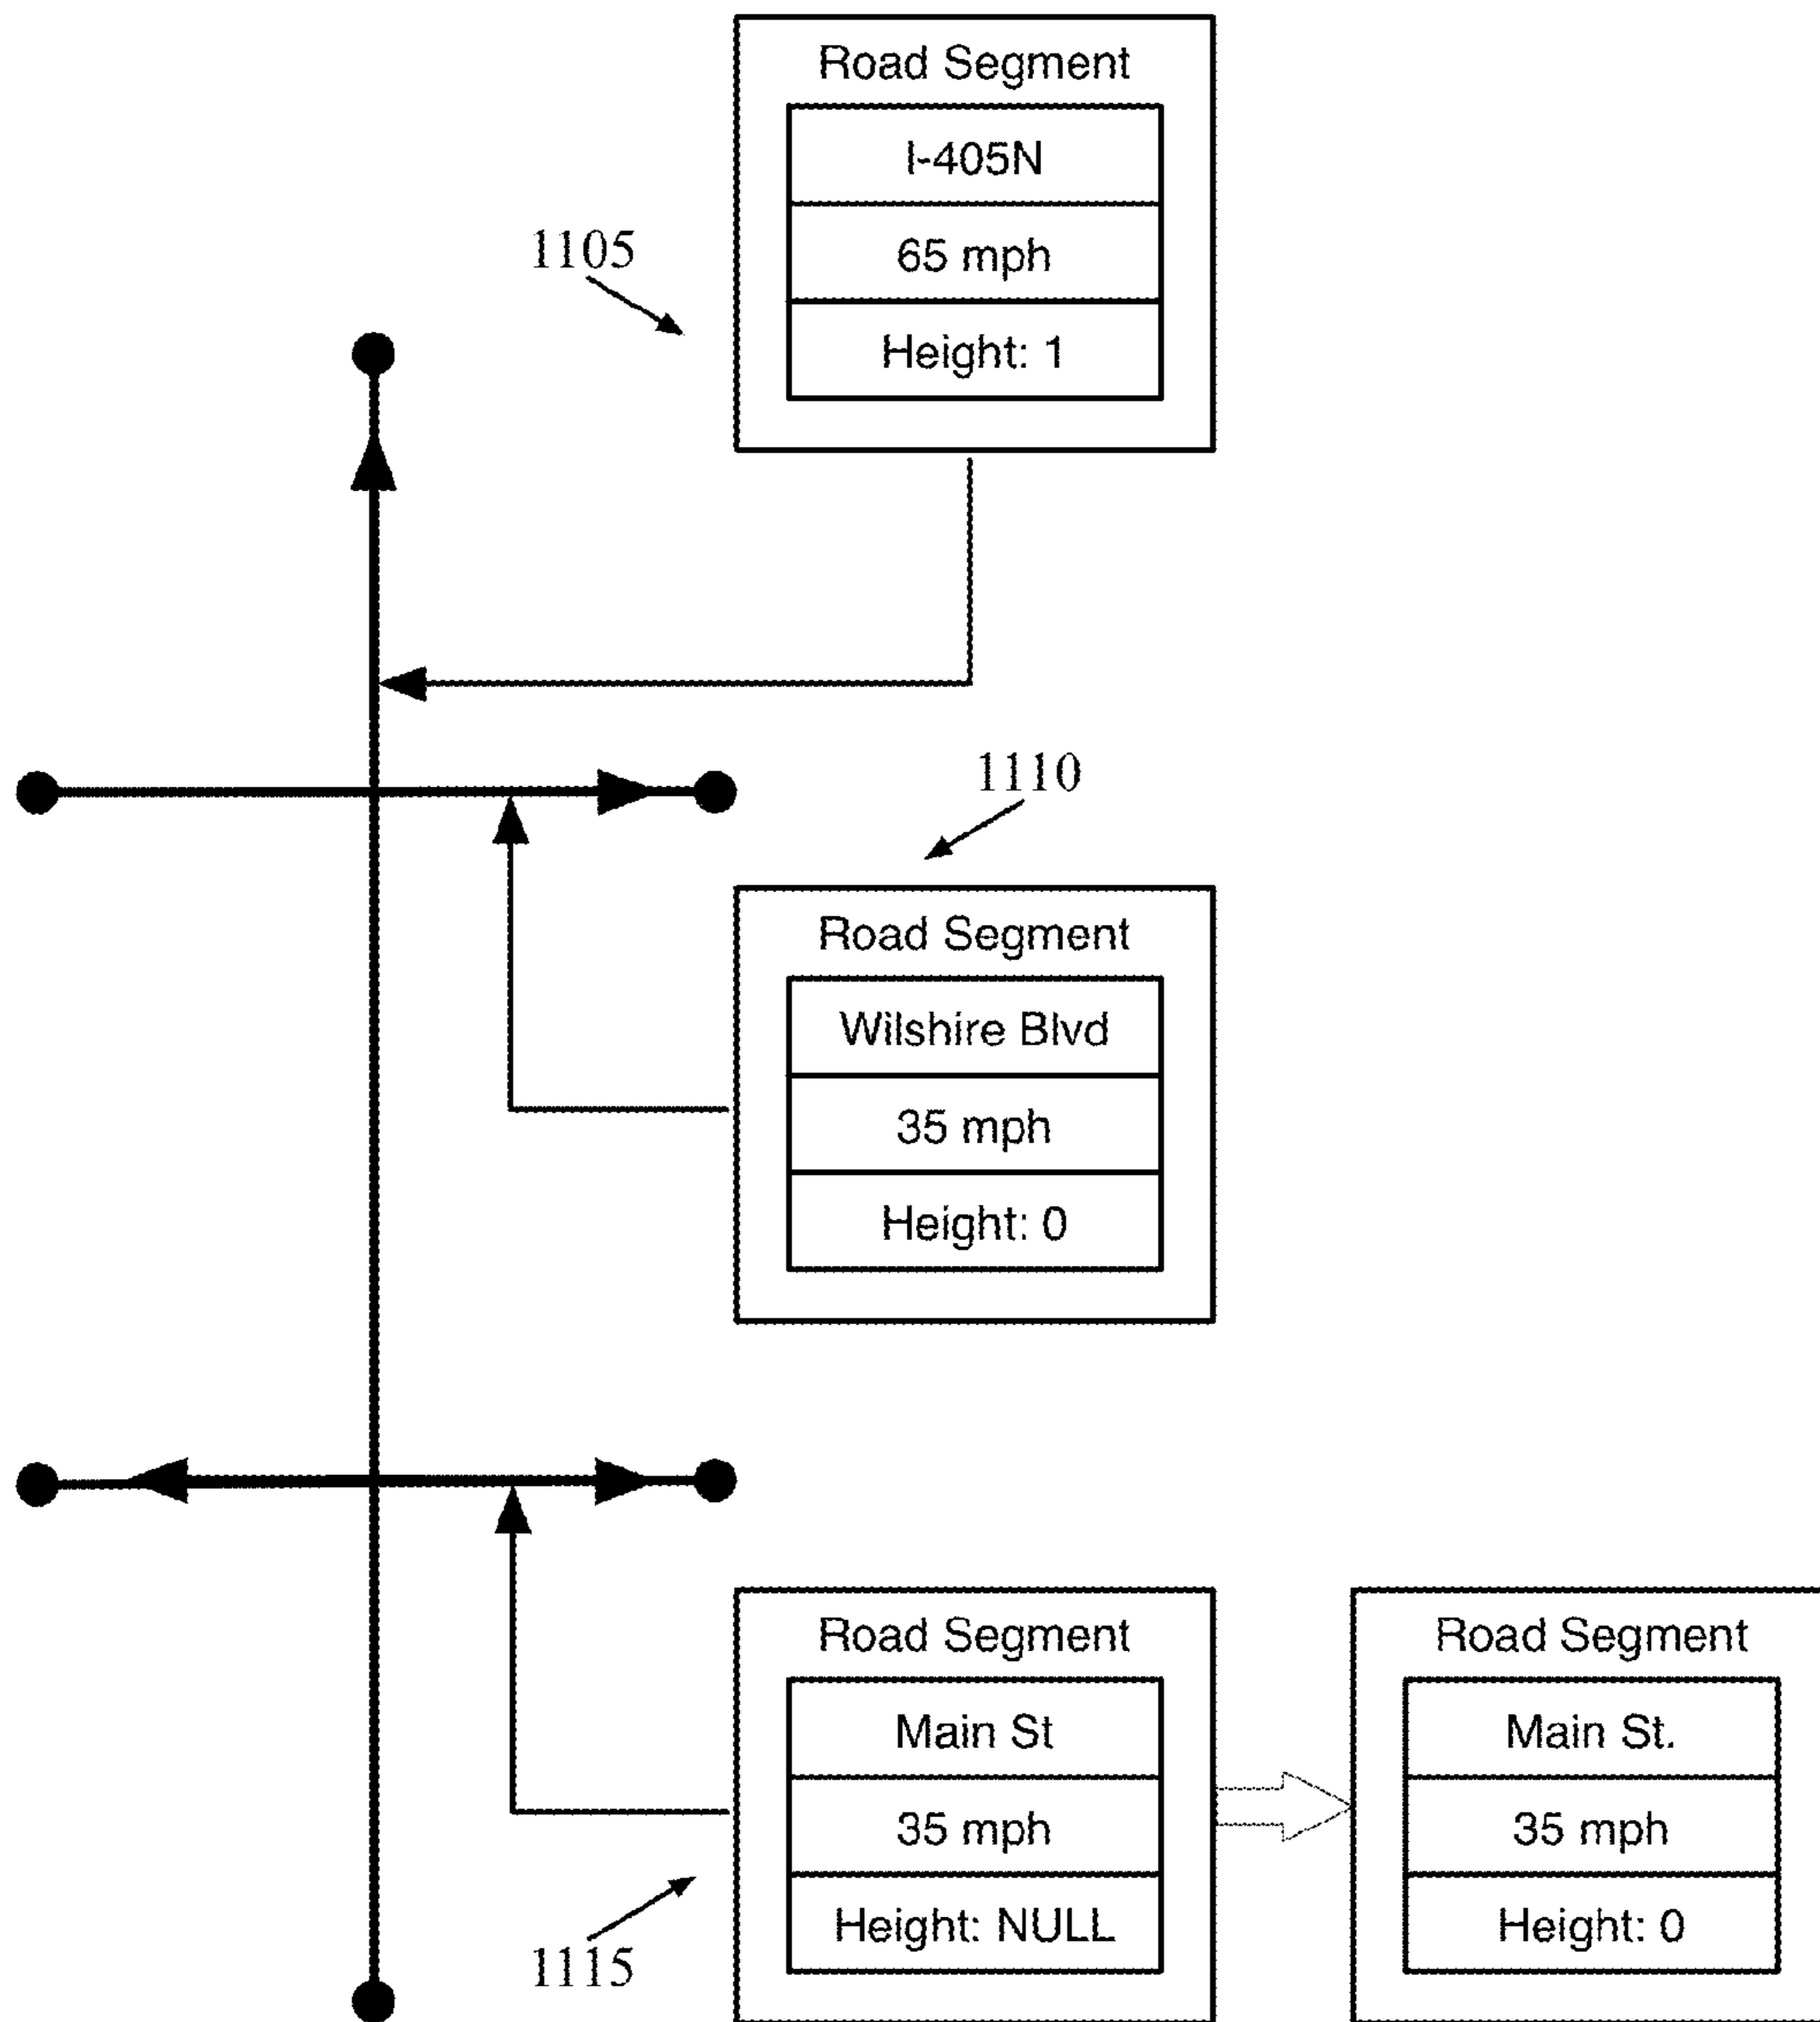 Road Segment
I-405N
65 mph
Height: 1
1105
1110
Road Segment
Wilshire Blvd
35 mph
Height: 0
Road Segment
Main St
35 mph
Height: NULL
1115
Road Segment
Main St.
35 mph
Height: 0